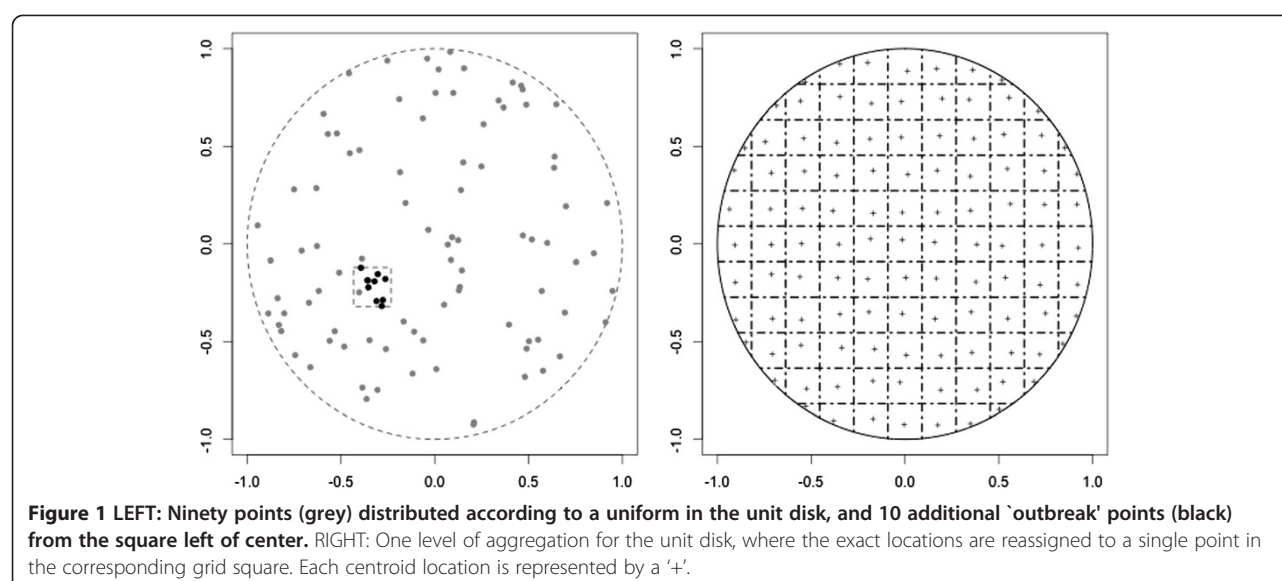 1.0
0.5
0.0
-0.5
-1.0
-1.0 -0.5 0.0 0.5 1.0
1.0
0.5
0.0
-0.5
-1.0
-1.0 -0.5 0.0 0.5 1.0
Figure 1 LEFT: Ninety points (grey) distributed according to a uniform in the unit disk, and 10 additional `outbreak' points (black)
from the square left of center. RIGHT: One level of aggregation for the unit disk, where the exact locations are reassigned to a single point in
the corresponding grid square. Each centroid location is represented by a ‘+’.